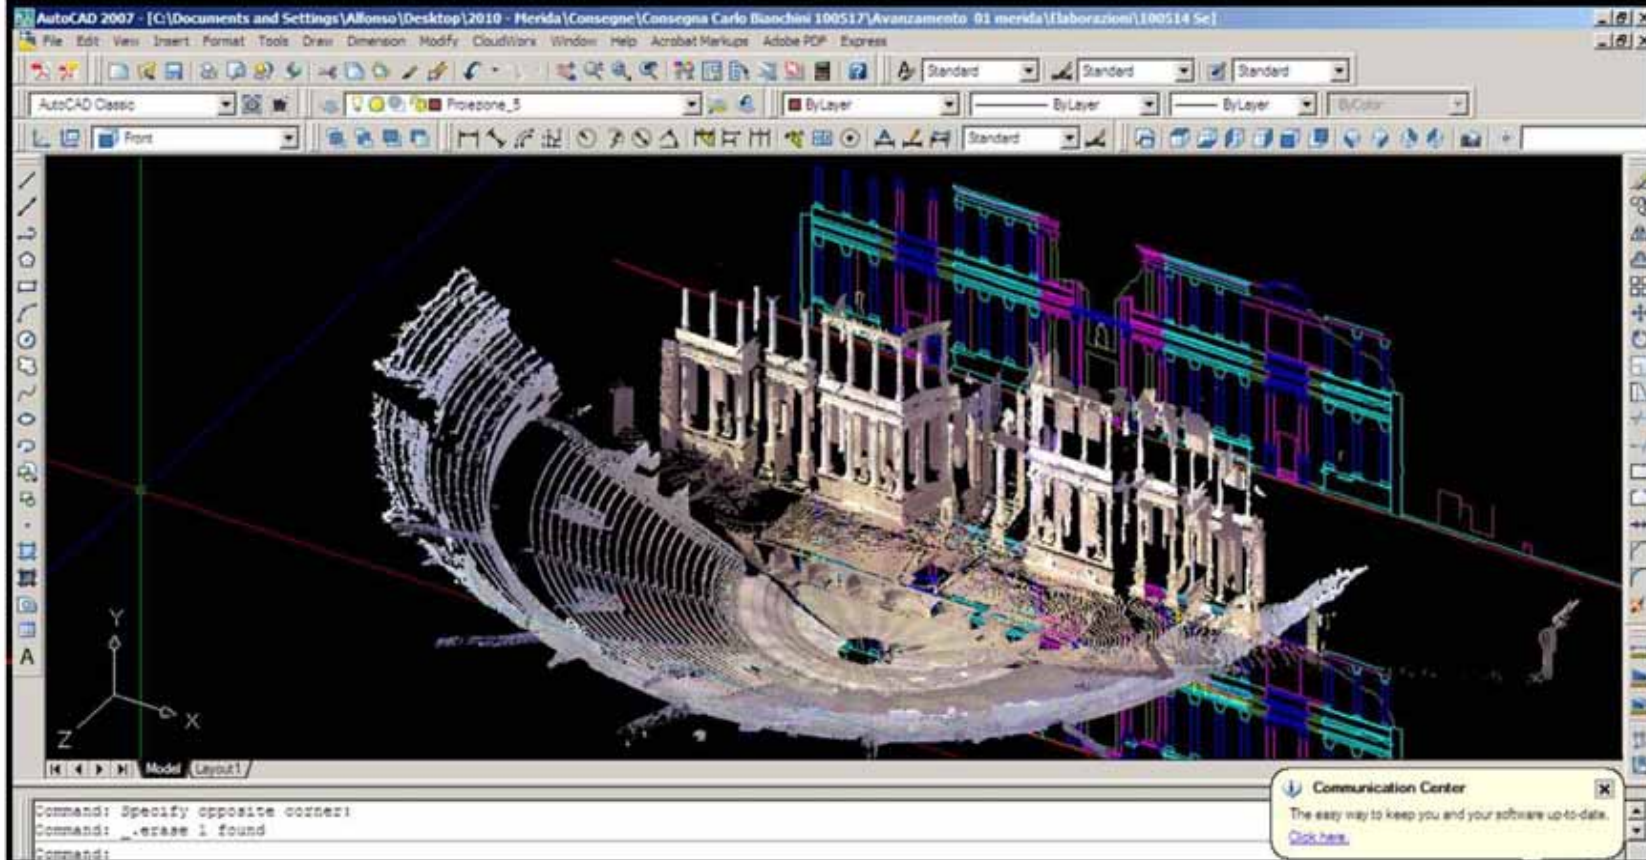 AutoCAD 2007 - [C:\Documents and Settings\Alfonso\Desktop\2010 - Merida\Consegne\Consegna Carlo Bianchini 100517\Avanzamento 01 merida\Elaborazioni\100514 Se]
File Edit View Insert Format Tools Draw Dimension Modify CloudWorx Window Help Acrobat Markups Adobe PDF Express
Standard Standard Standard
AutoCAD Classic Proiezione_S ByLayer ByLayer ByLayer ByColor
Front Standard
Y
X
Z
A
Model Layout1
Command: Specify opposite corner:
Command: _.erase 1 found
Command:
Communication Center
The easy way to keep you and your software up-to-date.
Click here.